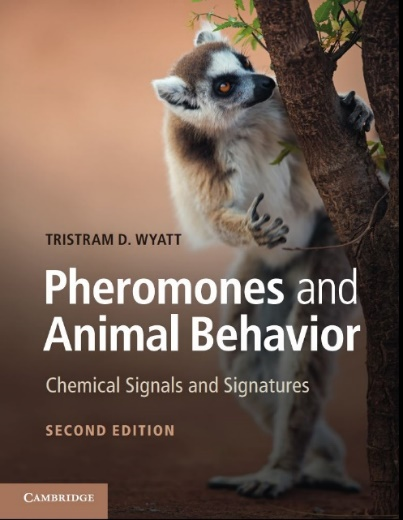 TRISTRAM D. WYATT
Pheromones and
Animal Behavior
Chemical Signals and Signatures
SECOND EDITION
CAMBRIDGE